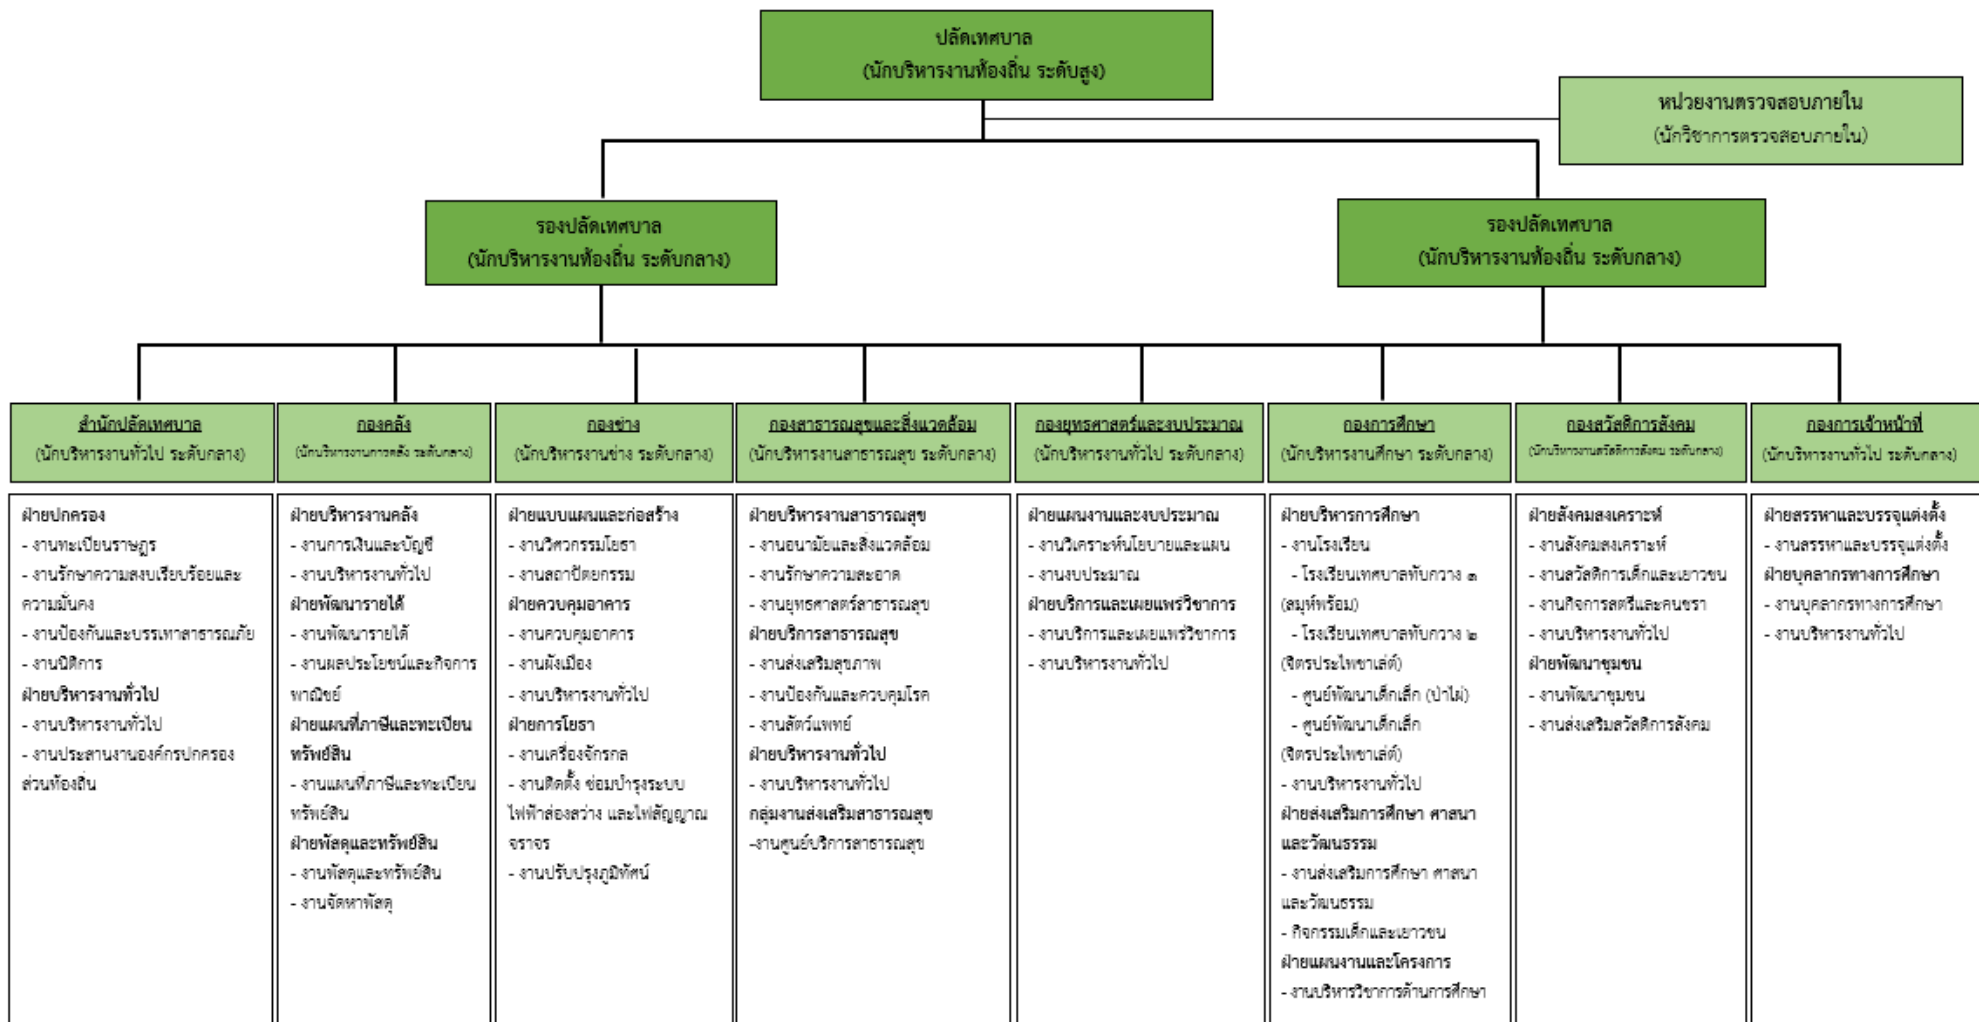 ปลัดเทศบาล
(นักบริหารงานท้องถิ่น ระดับสูง)
หน่วยงานตรวจสอบภายใน
(นักวิชาการตรวจสอบภายใน)
รองปลัดเทศบาล
(นักบริหารงานท้องถิ่น ระดับกลาง)
รองปลัดเทศบาล
(นักบริหารงานท้องถิ่น ระดับกลาง)
สำนักปลัดเทศบาล
(นักบริหารงานทั่วไป ระดับกลาง)
กองคลัง
(นักบริหารงานการคลัง ระดับกลาง)
กองช่าง
(นักบริหารงานช่าง ระดับกลาง)
กองสาธารณสุขและสิ่งแวดล้อม
(นักบริหารงานสาธารณสุข ระดับกลาง)
กองยุทธศาสตร์และงบประมาณ
(นักบริหารงานทั่วไป ระดับกลาง)
กองการศึกษา
(นักบริหารงานศึกษา ระดับกลาง)
กองสวัสดิการสังคม
(นักบริหารงานสวัสดิการสังคม ระดับกลาง)
กองการเจ้าหน้าที่
(นักบริหารงานทั่วไป ระดับกลาง)
ฝ่ายปกครอง
- งานทะเบียนราษฎร
- งานรักษาความสงบเรียบร้อยและ
ความมั่นคง
- งานป้องกันและบรรเทาสาธารณภัย
- งานนิติการ
ฝ่ายบริหารงานทั่วไป
- งานบริหารงานทั่วไป
- งานประสานงานองค์กรปกครอง
ส่วนท้องถิ่น
ฝ่ายบริหารงานคลัง
- งานการเงินและบัญชี
- งานบริหารงานทั่วไป
ฝ่ายพัฒนารายได้
- งานพัฒนารายได้
- งานผลประโยชน์และกิจการ
พาณิชย์
ฝ่ายแผนที่ภาษีและทะเบียน
ทรัพย์สิน
- งานแผนที่ภาษีและทะเบียน
ทรัพย์สิน
ฝ่ายพัสดุและทรัพย์สิน
- งานพัสดุและทรัพย์สิน
- งานจัดหาพัสดุ
ฝ่ายแบบแผนและก่อสร้าง
- งานวิศวกรรมโยธา
- งานสถาปัตยกรรม
ฝ่ายควบคุมอาคาร
- งานควบคุมอาคาร
- งานผังเมือง
- งานบริหารงานทั่วไป
ฝ่ายการโยธา
- งานเครื่องจักรกล
- งานติดตั้ง ซ่อมบำรุงระบบ
ไฟฟ้าส่องสว่าง และไฟสัญญาณ
จราจร
- งานปรับปรุงภูมิทัศน์
ฝ่ายบริหารงานสาธารณสุข
- งานอนามัยและสิ่งแวดล้อม
- งานรักษาความสะอาด
- งานยุทธศาสตร์สาธารณสุข
ฝ่ายบริการสาธารณสุข
- งานส่งเสริมสุขภาพ
- งานป้องกันและควบคุมโรค
- งานสัตว์แพทย์
ฝ่ายบริหารงานทั่วไป
- งานบริหารงานทั่วไป
กลุ่มงานส่งเสริมสาธารณสุข
-งานศูนย์บริการสาธารณสุข
ฝ่ายแผนงานและงบประมาณ
- งานวิเคราะห์นโยบายและแผน
- งานงบประมาณ
ฝ่ายบริการและเผยแพร่วิชาการ
- งานบริการและเผยแพร่วิชาการ
- งานบริหารงานทั่วไป
ฝ่ายบริหารการศึกษา
- งานโรงเรียน
- โรงเรียนเทศบาลทับกวาง ๑
(สมุห์พร้อม)
- โรงเรียนเทศบาลทับกวาง ๒
(จิตรประไพชาเล่ต์)
- ศูนย์พัฒนาเด็กเล็ก (ป่าไผ่)
- ศูนย์พัฒนาเด็กเล็ก
(จิตรประไพชาเล่ต์)
- งานบริหารงานทั่วไป
ฝ่ายส่งเสริมการศึกษา ศาสนา
และวัฒนธรรม
- งานส่งเสริมการศึกษา ศาสนา
และวัฒนธรรม
- กิจกรรมเด็กและเยาวชน
ฝ่ายแผนงานและโครงการ
- งานบริหารวิชาการด้านการศึกษา
ฝ่ายสังคมสงเคราะห์
- งานสังคมสงเคราะห์
- งานสวัสดิการเด็กและเยาวชน
- งานกิจการสตรีและคนชรา
- งานบริหารงานทั่วไป
ฝ่ายพัฒนาชุมชน
- งานพัฒนาชุมชน
- งานส่งเสริมสวัสดิการสังคม
ฝ่ายสรรหาและบรรจุแต่งตั้ง
- งานสรรหาและบรรจุแต่งตั้ง
ฝ่ายบุคลากรทางการศึกษา
- งานบุคลากรทางการศึกษา
- งานบริหารงานทั่วไป